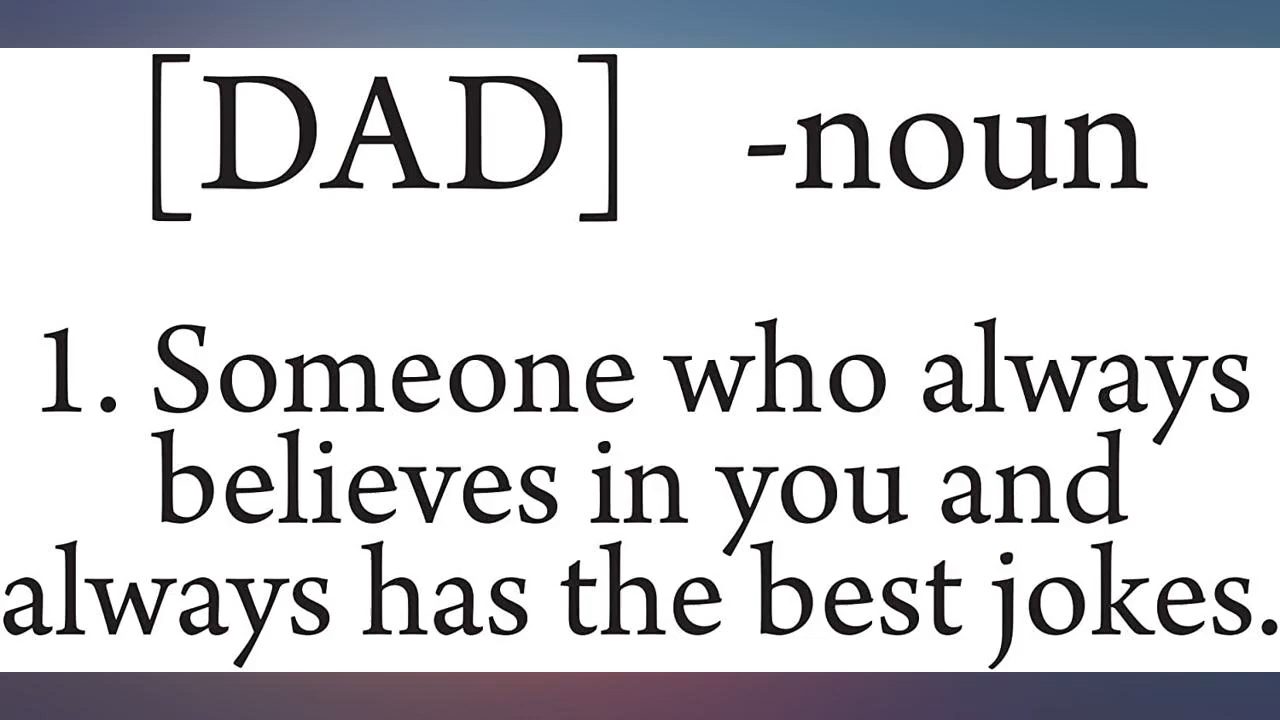 [DAD] -noun
1. Someone who always
believes in you and
always has the best jokes.